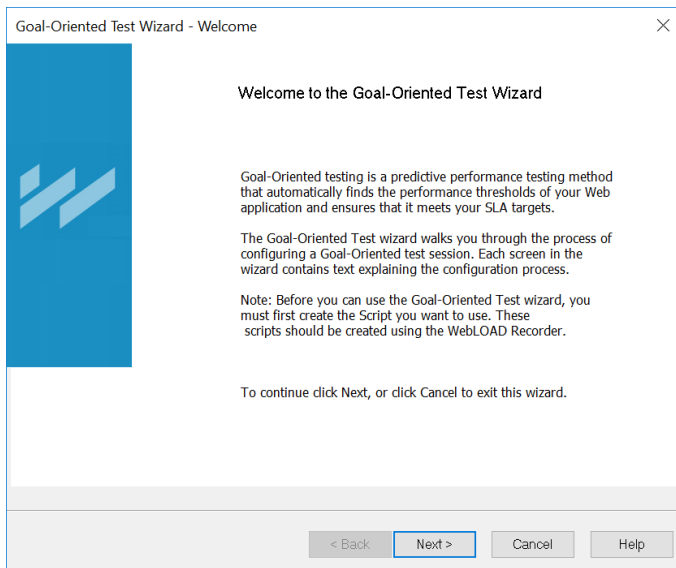 Goal-Oriented Test Wizard - Welcome
Welcome to the Goal-Oriented Test Wizard
Goal-Oriented testing is a predictive performance testing method
that automatically finds the performance thresholds of your Web
application and ensures that it meets your SLA targets.
The Goal-Oriented Test wizard walks you through the process of
configuring a Goal-Oriented test session. Each screen in the
wizard contains text explaining the configuration process.
Note: Before you can use the Goal-Oriented Test wizard, you
must first create the Script you want to use. These
scripts should be created using the WebLOAD Recorder.
To continue click Next, or click Cancel to exit this wizard.
< Back Next > Cancel Help